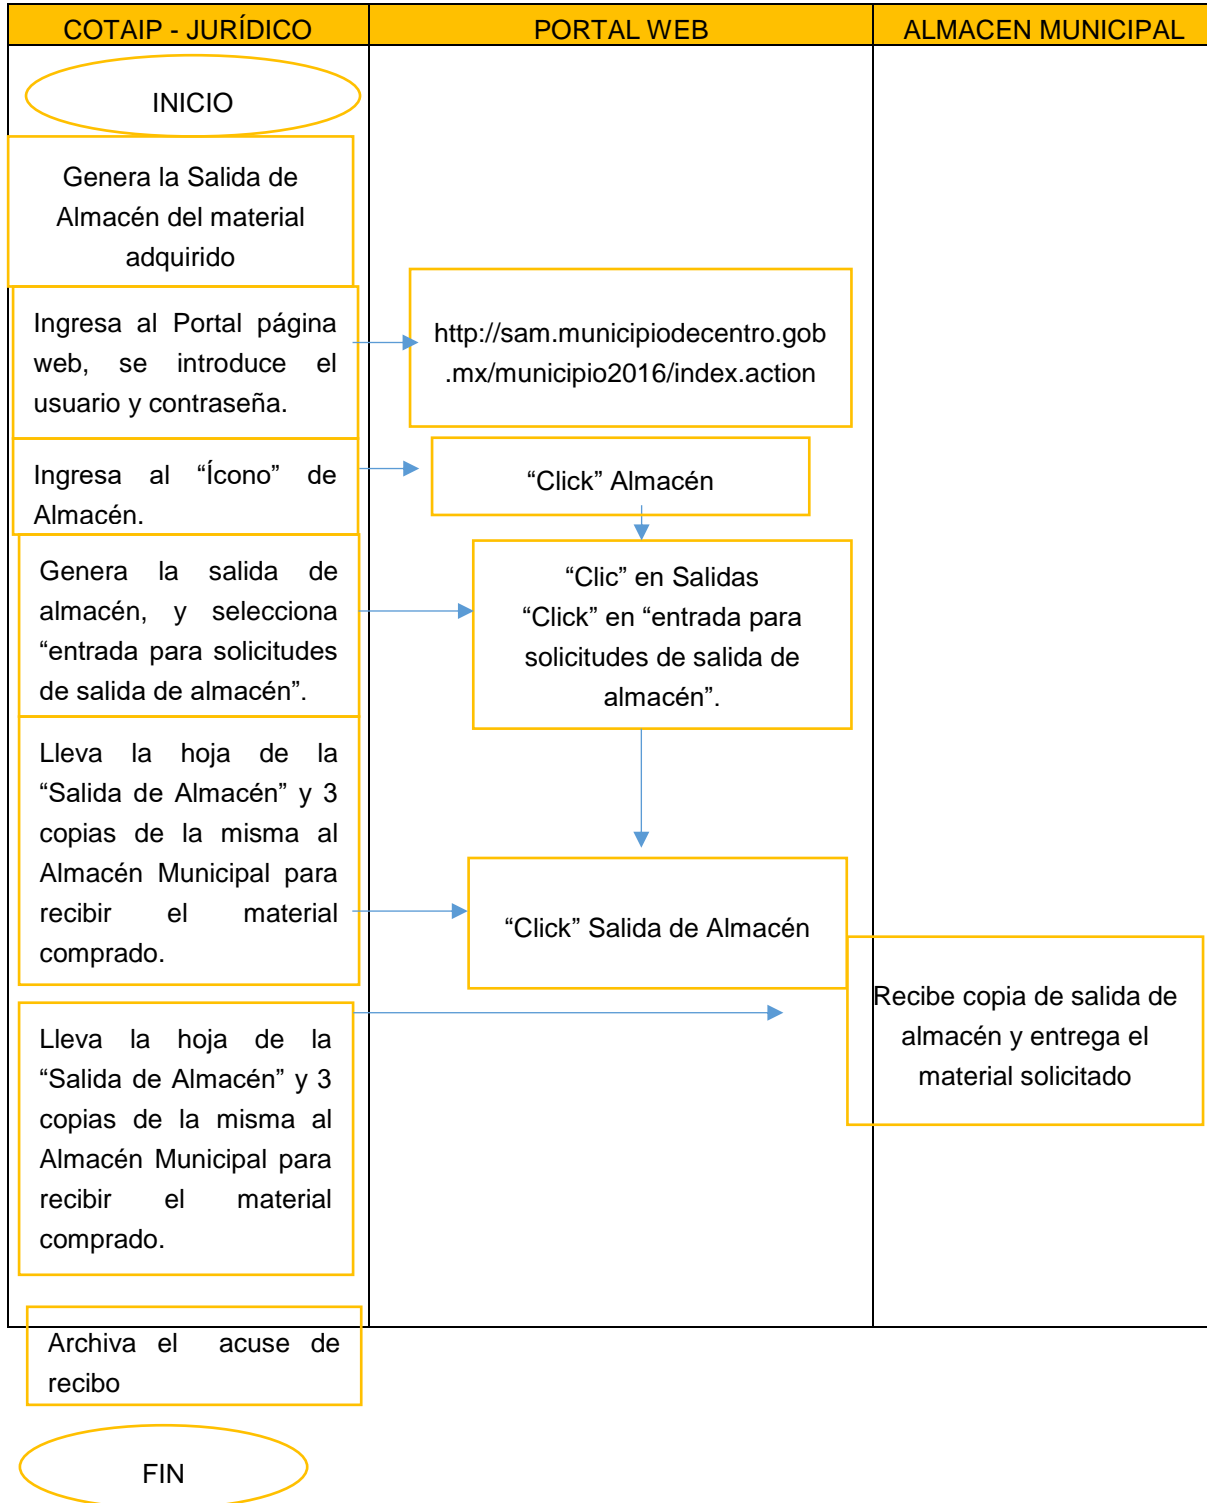 COTAIP - JURÍDICO
PORTAL WEB
ALMACEN MUNICIPAL
INICIO
Genera la Salida de
Almacén del material
adquirido
Ingresa al Portal página
web, se introduce el
usuario y contraseña.
http://sam.municipiodecentro.gob
.mx/municipio2016/index.action
Ingresa al “Ícono” de
Almacén.
“Click” Almacén
Genera la salida de
almacén, y selecciona
“entrada para solicitudes
de salida de almacén”.
“Clic” en Salidas
“Click” en “entrada para
solicitudes de salida de
almacén”.
Lleva la hoja de la
“Salida de Almacén” y 3
copias de la misma al
Almacén Municipal para
recibir el material
comprado.
“Click” Salida de Almacén
Recibe copia de salida de
almacén y entrega el
material solicitado
Lleva la hoja de la
“Salida de Almacén” y 3
copias de la misma al
Almacén Municipal para
recibir el material
comprado.
Archiva el acuse de
recibo
FIN